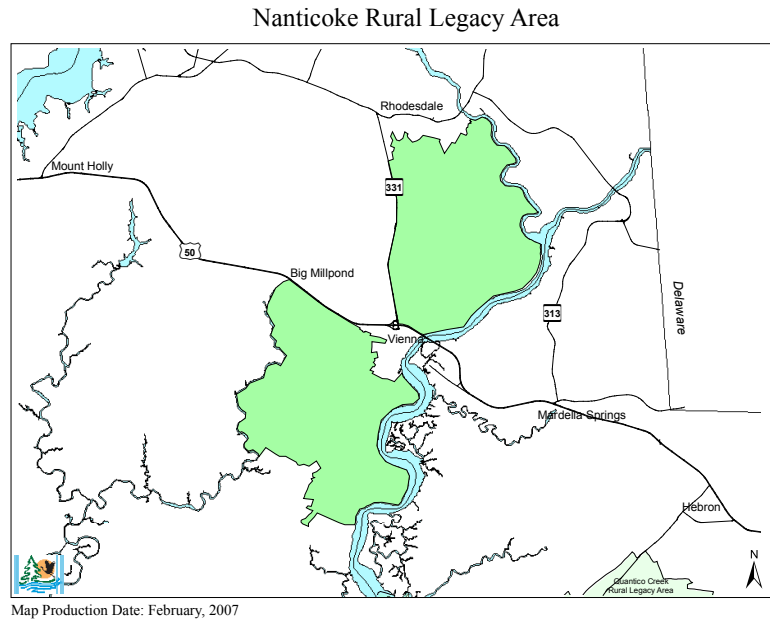 Nanticoke Rural Legacy Area
Rhodesdale
Mount Holly
331
50
Big Millpond
Delaware
313
Vienna
Mardella Springs
Hebron
N
Quantico Creek
Rural Legacy Area
Map Production Date: February, 2007